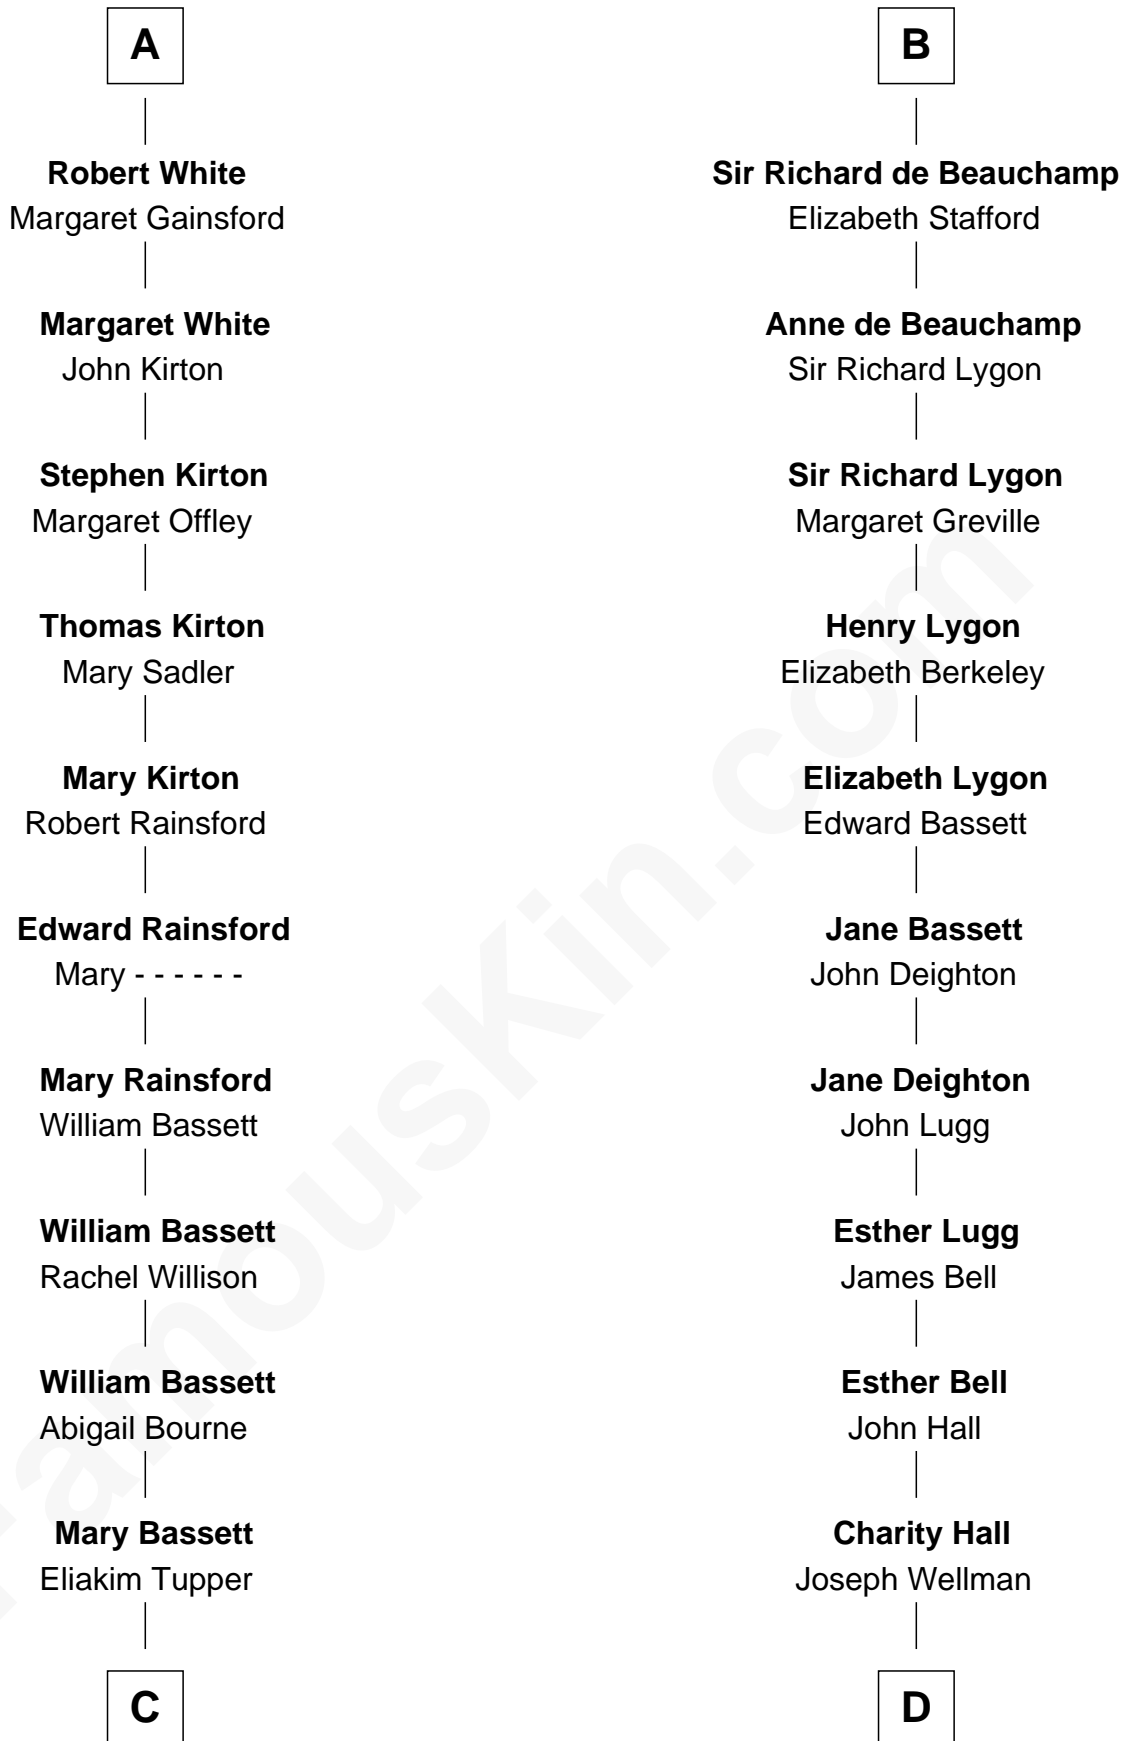 A
Robert White
Margaret Gainsford
Margaret White
John Kirton
Stephen Kirton
Margaret Offley
Thomas Kirton
Mary Sadler
Mary Kirton
Robert Rainsford
Edward Rainsford
Mary - - - - - -
Mary Rainsford
William Bassett
William Bassett
Rachel Willison
William Bassett
Abigail Bourne
Mary Bassett
Eliakim Tupper
C
B
Sir Richard de Beauchamp
Elizabeth Stafford
Anne de Beauchamp
Sir Richard Lygon
Sir Richard Lygon
Margaret Greville
Henry Lygon
Elizabeth Berkeley
Elizabeth Lygon
Edward Bassett
Jane Bassett
John Deighton
Jane Deighton
John Lugg
Esther Lugg
James Bell
Esther Bell
John Hall
Charity Hall
Joseph Wellman
D
FamousKin.com